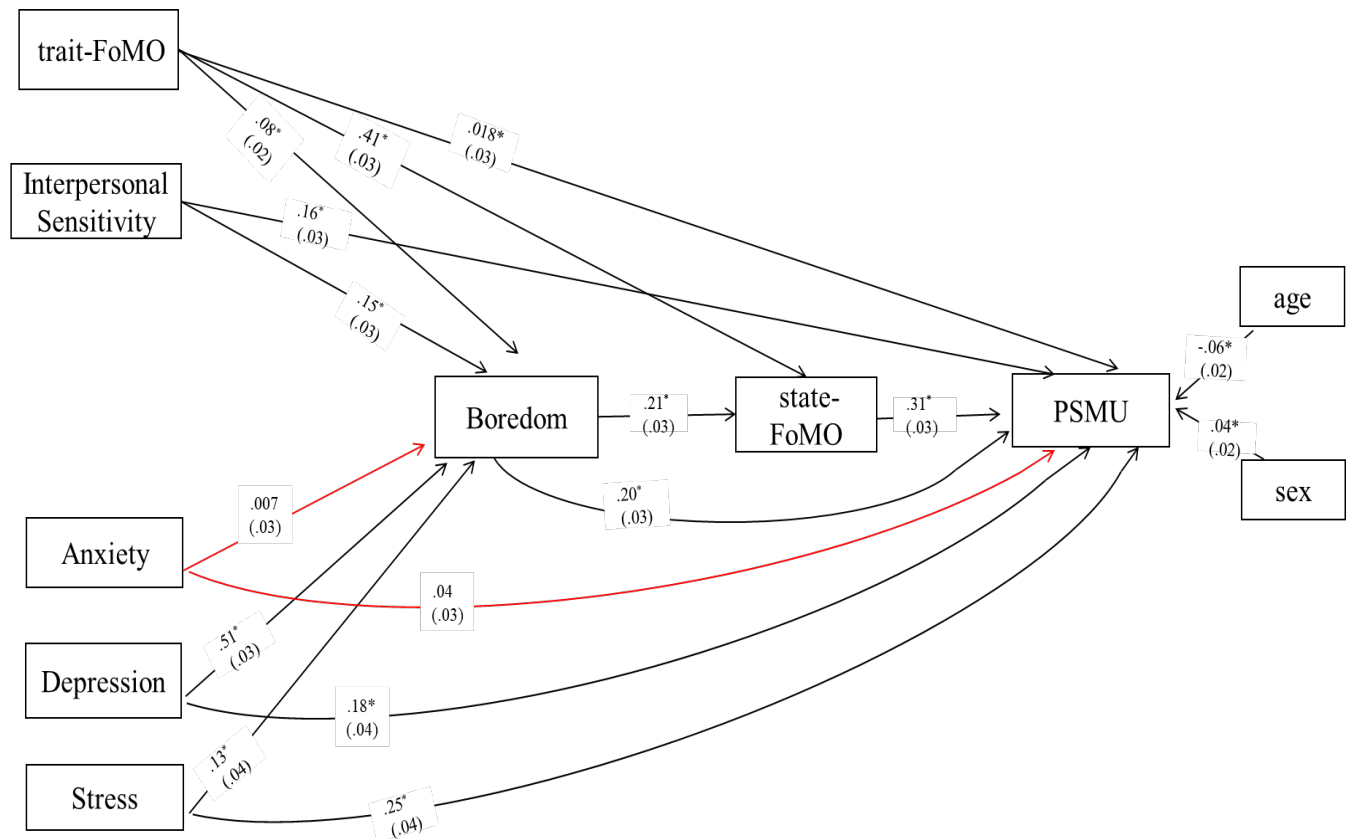 trait-FoMO
.08*
(.02)
.41*
(.03)
.018*
(.03)
Interpersonal
Sensitivity
.16*
(.03)
.15*
(.03)
age
-.06*
(.02)
Boredom
.21*
(.03)
state-
FoMO
.31*
(.03)
PSMU
.04*
(.02)
sex
.20*
(.03)
Anxiety
.007
(.03)
.04
(.03)
Depression
.51*
(.03)
.18*
(.04)
Stress
.13*
(.04)
.25*
(.04)